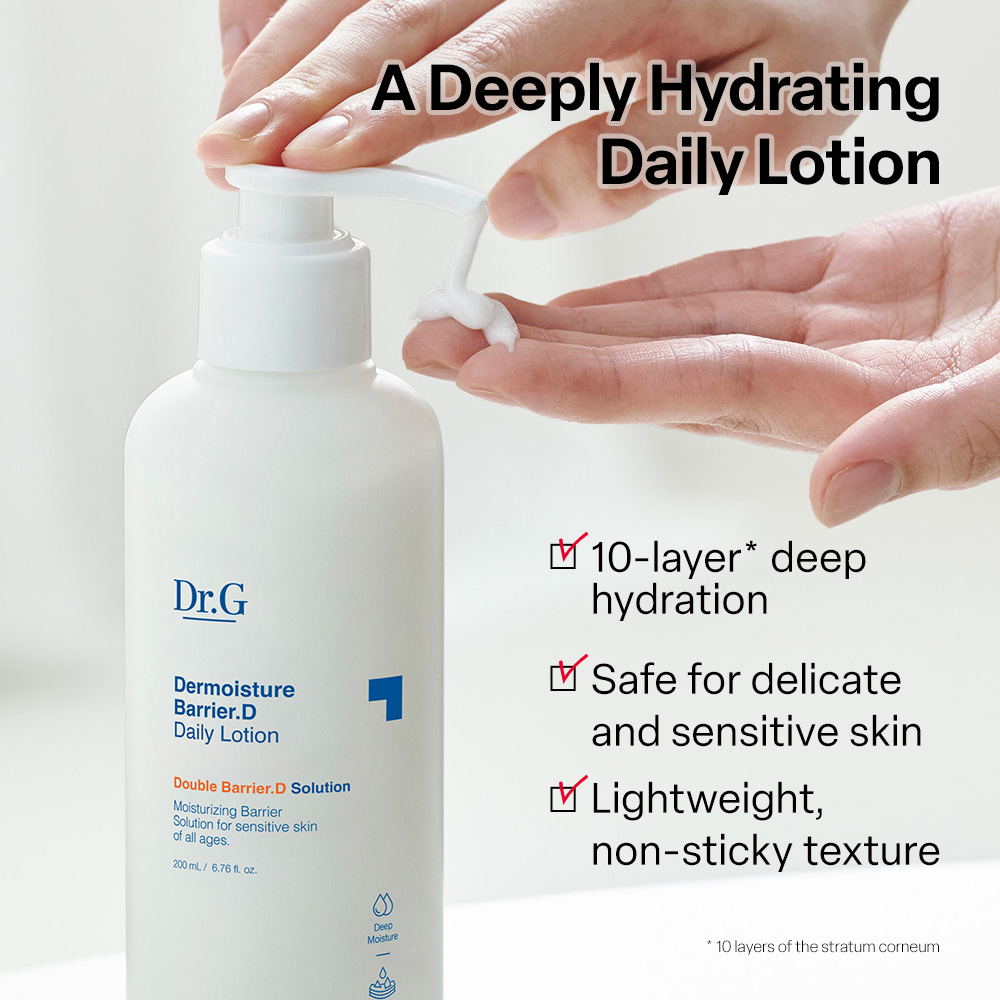 A Deeply Hydrating
Daily Lotion
10-layer* deep
hydration
Safe for delicate
and sensitive skin
Lightweight,
non-sticky texture
* 10 layers of the stratum corneum
Dr.G
Dermoisture
Barrier.D
Daily Lotion
Double Barrier.D Solution
Moisturizing Barrier
Solution for sensitive skin
of all ages.
200 mL / 6.76 fl. oz.
Deep
Moisture